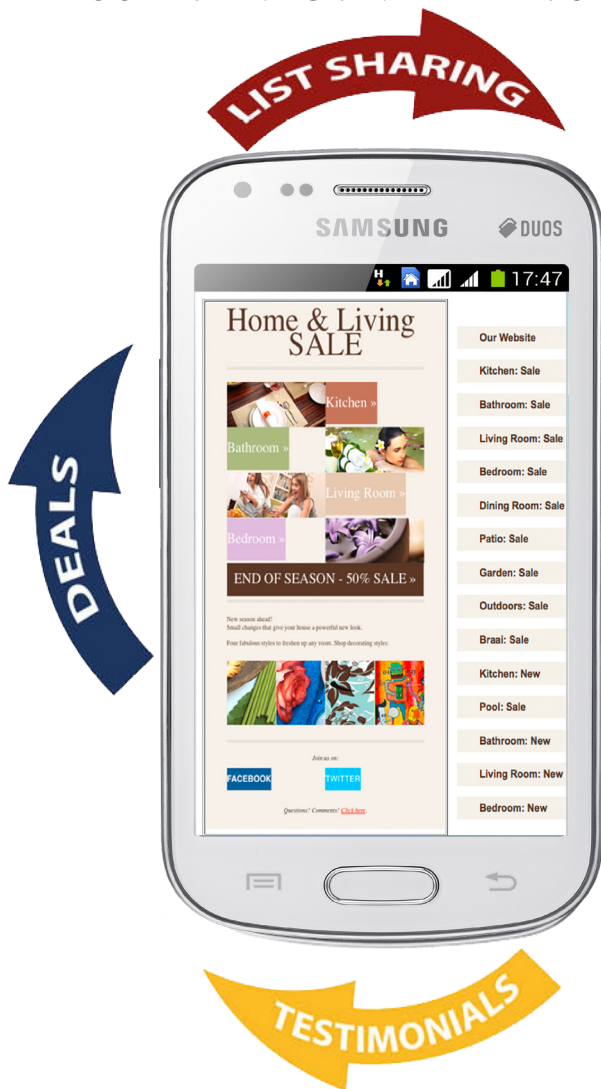 LIST SHARING
SAMSUNG DUOS
H 17:47
Home & Living
SALE
Kitchen »
Bathroom »
Living Room »
Bedroom »
END OF SEASON - 50% SALE »
New season ahead!
Small changes that give your house a powerful new look.
Four fabulous styles to freshen up any room. Shop decorating styles:
Join us on:
FACEBOOK TWITTER
Questions? Comments? Click here.
Our Website
Kitchen: Sale
Bathroom: Sale
Living Room: Sale
Bedroom: Sale
Dining Room: Sale
Patio: Sale
Garden: Sale
Outdoors: Sale
Braai: Sale
Kitchen: New
Pool: Sale
Bathroom: New
Living Room: New
Bedroom: New
DEALS
TESTIMONIALS